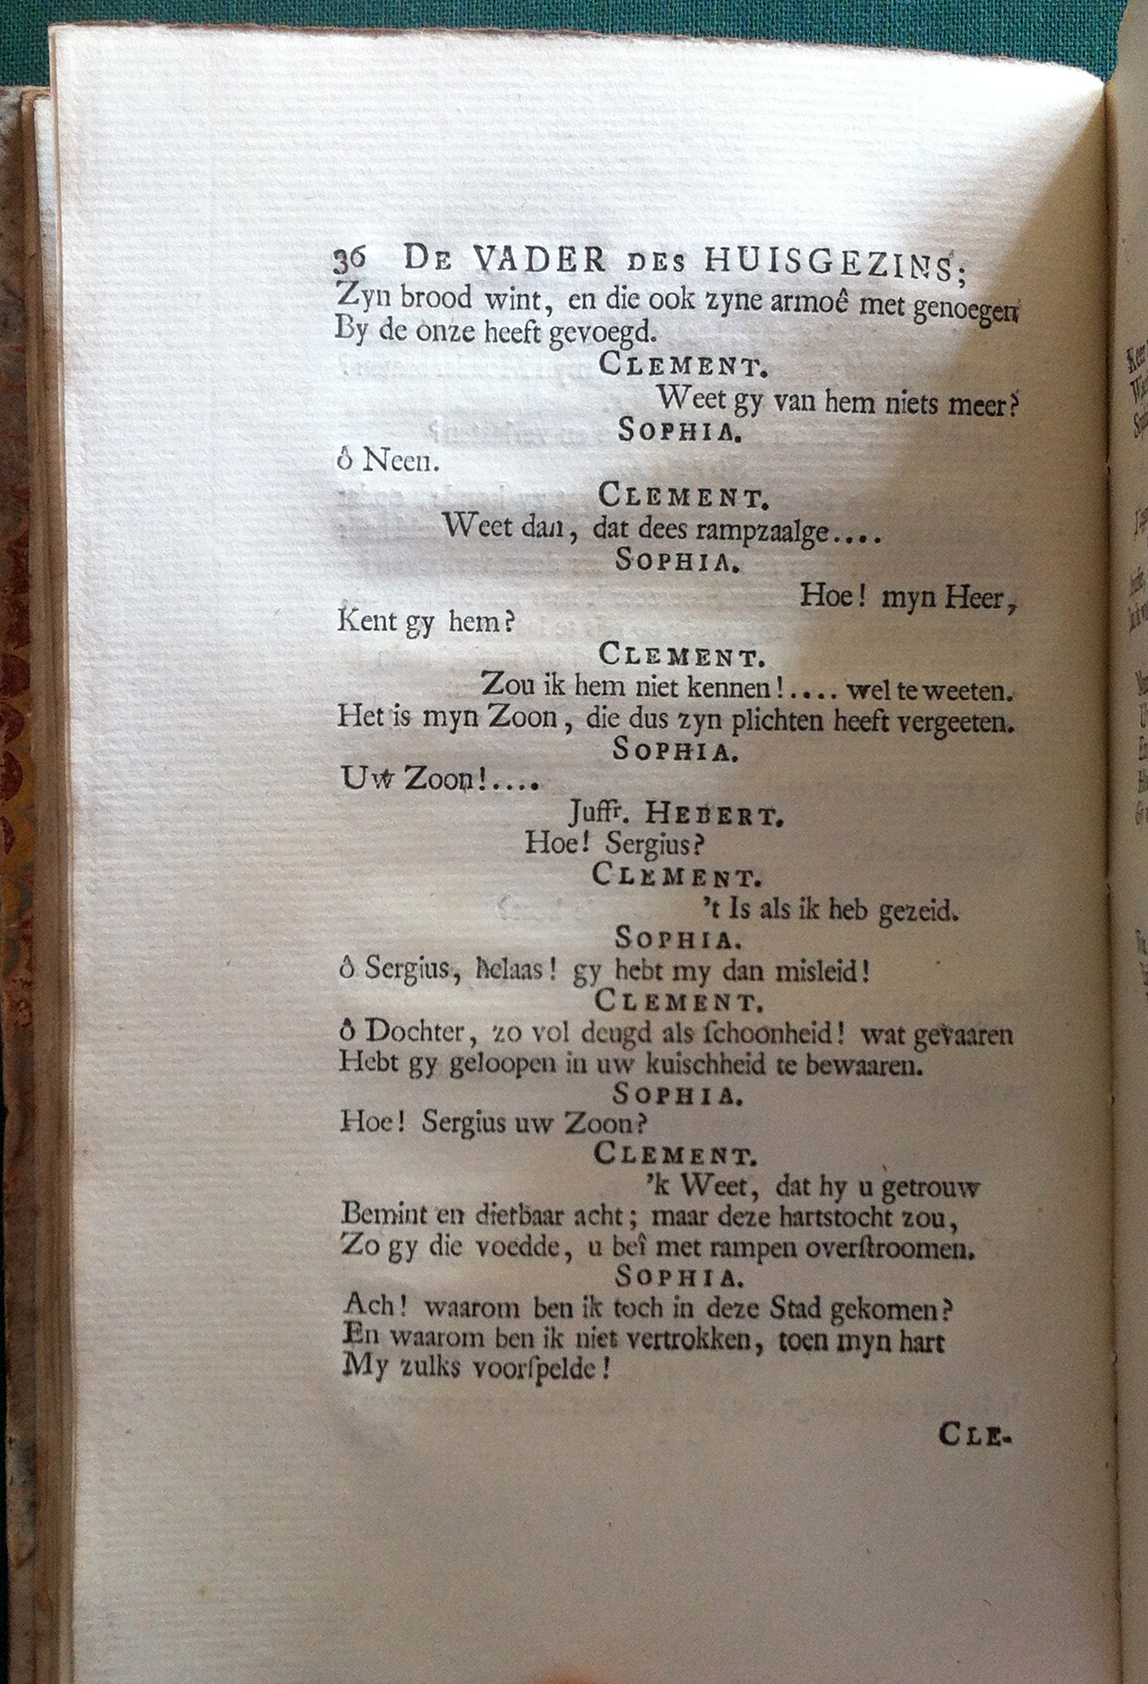 36 DE VADER DES HUISGEZINS;
Zyn brood wint, en die ook zyne armoê met genoegen
By de onze heeft gevoegd.
CLEMENT.
Weet gy van hem niets meer?
SOPHIA.
ô Neen.
CLEMENT.
Weet dan, dat dees rampzaalge....
SOPHIA.
Hoe! myn Heer,
Kent gy hem?
CLEMENT.
Zou ik hem niet kennen!.... wel te weeten.
Het is myn Zoon, die dus zyn plichten heeft vergeeten.
SOPHIA.
Uw Zoon!....
Juffr. HEBERT.
Hoe! Sergius?
CLEMENT.
't Is als ik heb gezeid.
SOPHIA.
ô Sergius, helaas! gy hebt my dan misleid!
CLEMENT.
ô Dochter, zo vol deugd als ſchoonheid! wat gevaaren
Hebt gy geloopen in uw kuischheid te bewaaren.
SOPHIA.
Hoe! Sergius uw Zoon?
CLEMENT.
'k Weet, dat hy u getrouw
Bemint en dierbaar acht; maar deze hartstocht zou,
Zo gy die voedde, u beî met rampen overſtroomen.
SOPHIA.
Ach! waarom ben ik toch in deze Stad gekomen?
En waarom ben ik niet vertrokken, toen myn hart
My zulks voorſpelde!
CLE-